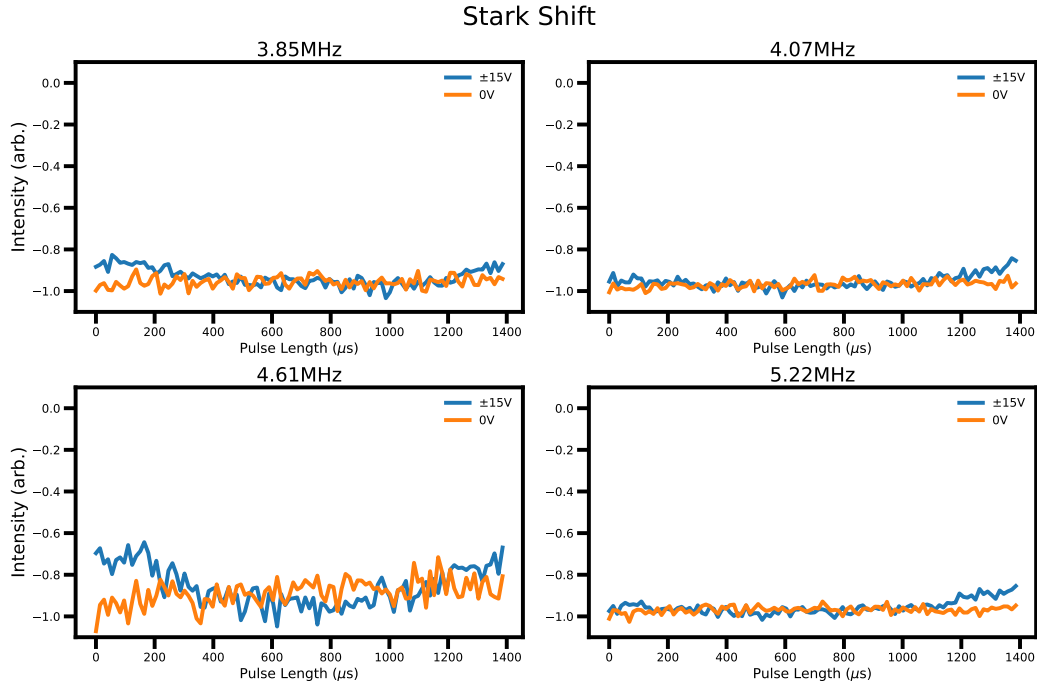 Stark Shift
3.85MHz
Intensity (arb.)
0.0
−0.2
−0.4
−0.6
−0.8
−1.0
±15V
0V
0 200 400 600 800 1000 1200 1400
Pulse Length (μs)
4.07MHz
0.0
−0.2
−0.4
−0.6
−0.8
−1.0
±15V
0V
0 200 400 600 800 1000 1200 1400
Pulse Length (μs)
4.61MHz
Intensity (arb.)
0.0
−0.2
−0.4
−0.6
−0.8
−1.0
±15V
0V
0 200 400 600 800 1000 1200 1400
Pulse Length (μs)
5.22MHz
0.0
−0.2
−0.4
−0.6
−0.8
−1.0
±15V
0V
0 200 400 600 800 1000 1200 1400
Pulse Length (μs)